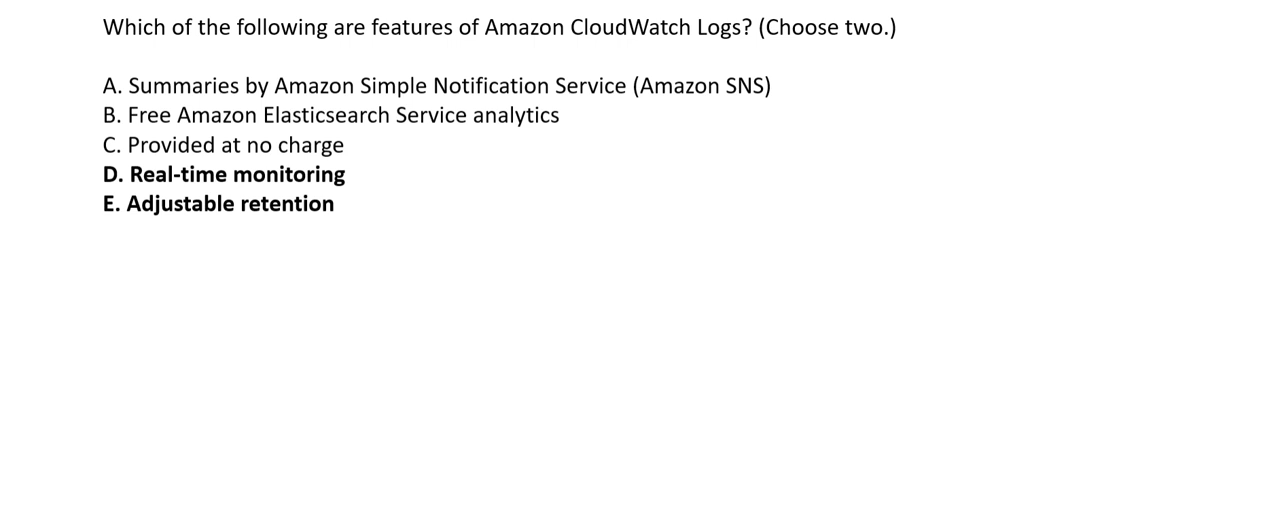 Which of the following are features of Amazon CloudWatch Logs? (Choose two.)
A. Summaries by Amazon Simple Notification Service (Amazon SNS)
B. Free Amazon Elasticsearch Service analytics
C. Provided at no charge
D. Real-time monitoring
E. Adjustable retention